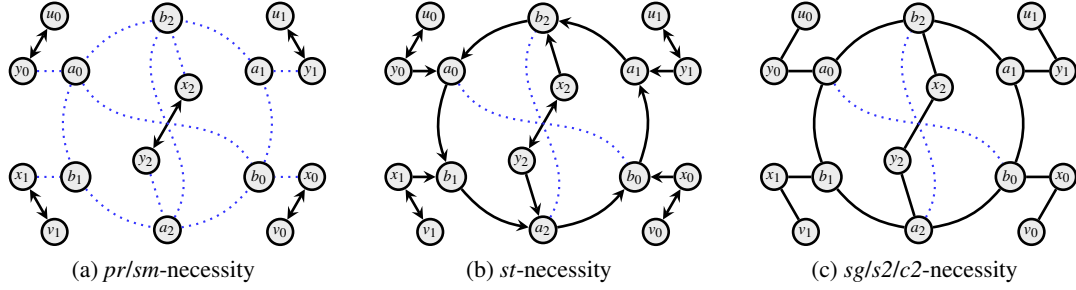 u₀ b₂ u₁ u₀ b₂ u₁ u₀ b₂ u₁
y₀ a₀ a₁ y₁ y₀ a₀ a₁ y₁ y₀ a₀ a₁ y₁
x₂ x₂ x₂
y₂ y₂ y₂
x₁ b₁ b₀ x₀ x₁ b₁ b₀ x₀ x₁ b₁ b₀ x₀
v₁ a₂ v₀ v₁ a₂ v₀ v₁ a₂ v₀
(a) pr/sm-necessity (b) st-necessity (c) sg/s2/c2-necessity